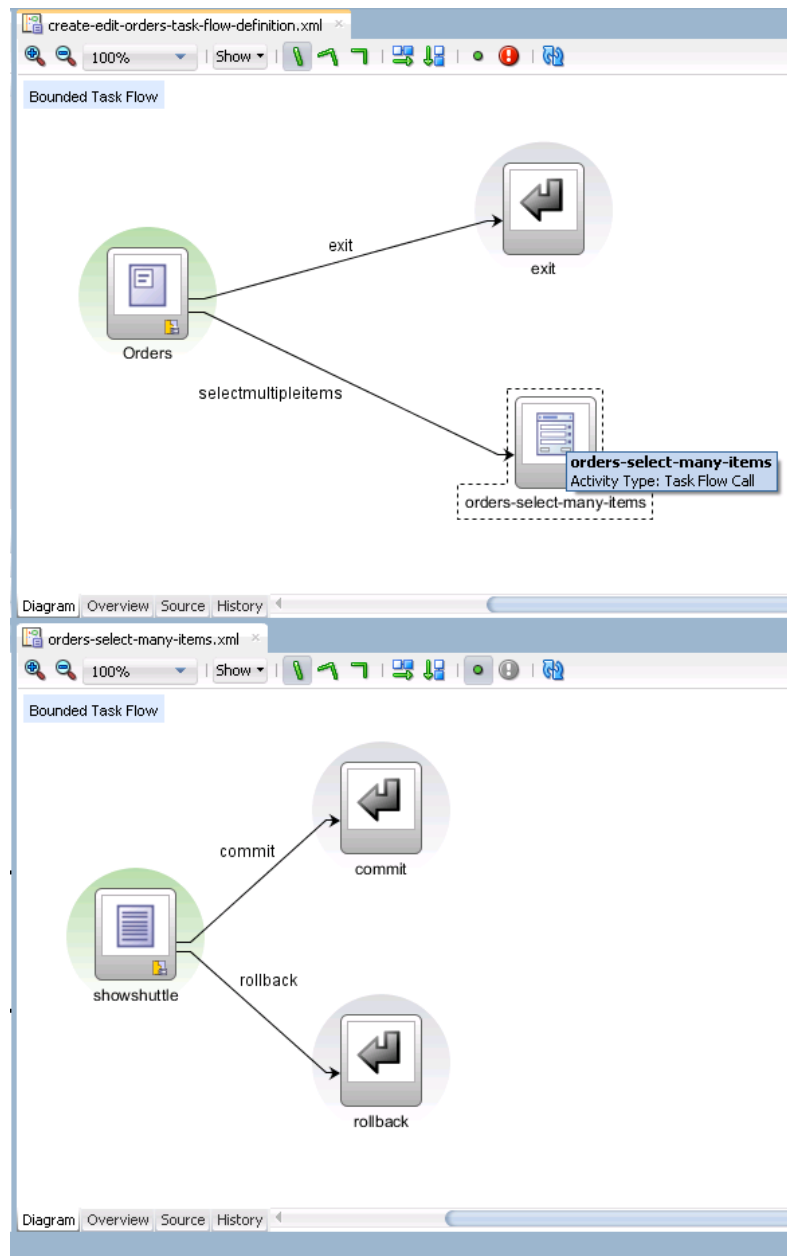 create-edit-orders-task-flow-definition.xml
100% Show
Bounded Task Flow
exit
exit
Orders
selectmultipleitems
orders-select-many-items
Activity Type: Task Flow Call
orders-select-many-items
Diagram Overview Source History
orders-select-many-items.xml
100% Show
Bounded Task Flow
commit
commit
showshuttle
rollback
rollback
Diagram Overview Source History